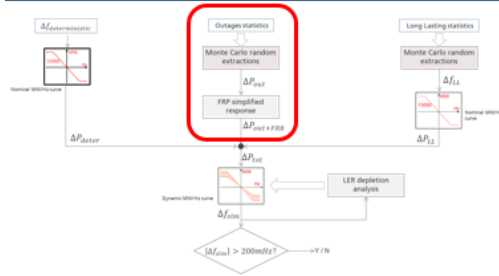 Δf_deterministic
Outages statistics
Long Lasting statistics
Monte Carlo random
extractions
Monte Carlo random
extractions
Nominal MW/Hz curve
ΔP_out
Δf_LL
FRP simplified
response
Nominal MW/Hz curve
ΔP_deter
ΔP_out+FRR
ΔP_LL
ΔP_tot
LER depletion
analysis
Dynamic MW/Hz curve
Δf_sim
|Δf_sim| > 200mHz?
Y / N